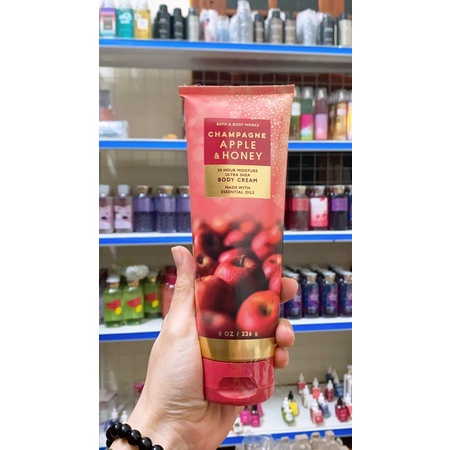 BATH & BODY WORKS
CHAMPAGNE
APPLE
& HONEY
24 HOUR MOISTURE
ULTRA SHEA
BODY CREAM
MADE WITH
ESSENTIAL OILS
8 OZ / 226 g